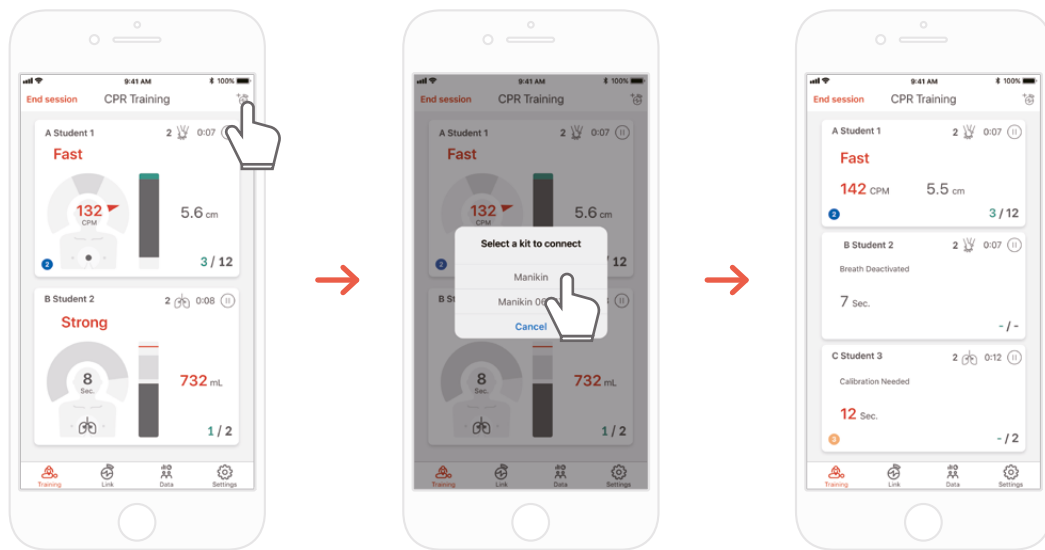 9:41 AM 100%
End session CPR Training
A Student 1 2 0:07
Fast
132
CPM
5.6 cm
2
3 / 12
B Student 2 2 0:08
Strong
8
Sec.
732 mL
1 / 2
Training Link Data Settings
9:41 AM 100%
End session CPR Training
A Student 1 2 0:07
Fast
132
5.6 cm
Select a kit to connect
2
12
Manikin
B St
Manikin 06
Cancel
8
Sec.
732 mL
1 / 2
Training Link Data Settings
9:41 AM 100%
End session CPR Training
A Student 1 2 0:07
Fast
142 CPM 5.5 cm
2
3 / 12
B Student 2 2 0:07
Breath Deactivated
7 Sec.
- / -
C Student 3 2 0:12
Calibration Needed
12 Sec.
3
- / 2
Training Link Data Settings